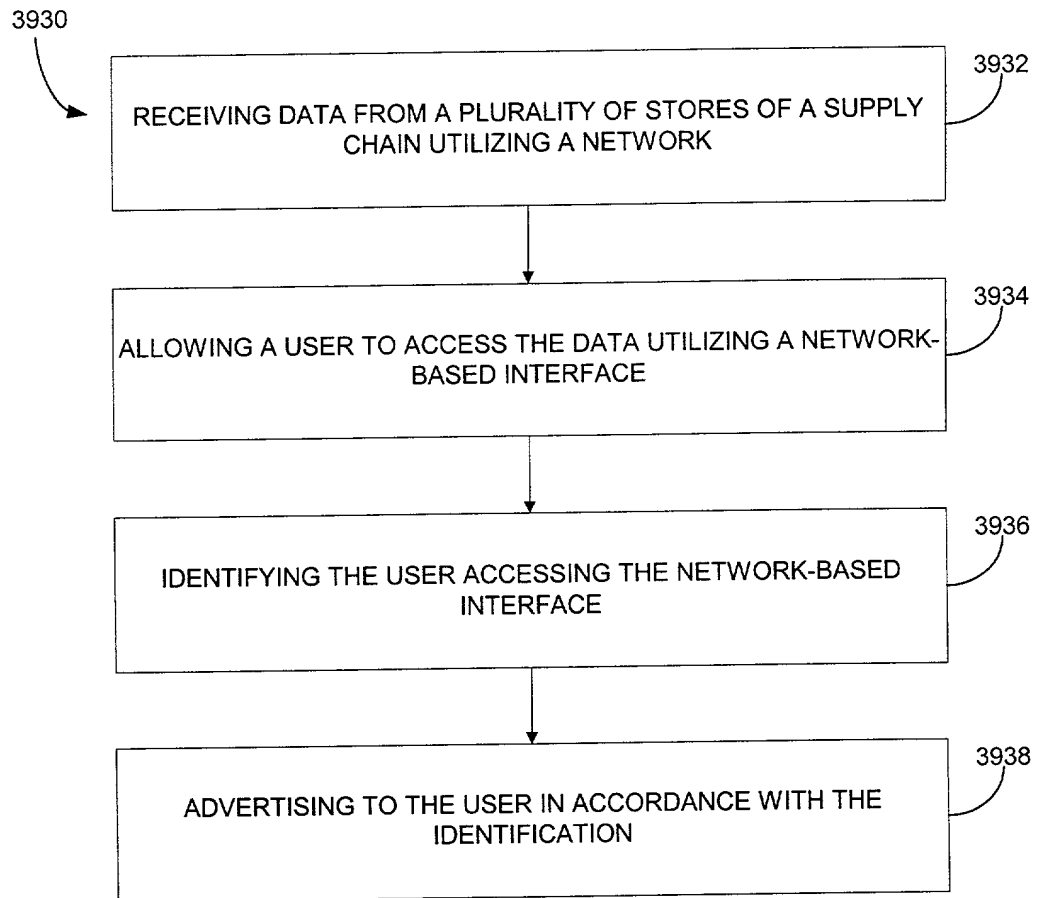 3930
3932
RECEIVING DATA FROM A PLURALITY OF STORES OF A SUPPLY
CHAIN UTILIZING A NETWORK
3934
ALLOWING A USER TO ACCESS THE DATA UTILIZING A NETWORK-
BASED INTERFACE
3936
IDENTIFYING THE USER ACCESSING THE NETWORK-BASED
INTERFACE
3938
ADVERTISING TO THE USER IN ACCORDANCE WITH THE
IDENTIFICATION